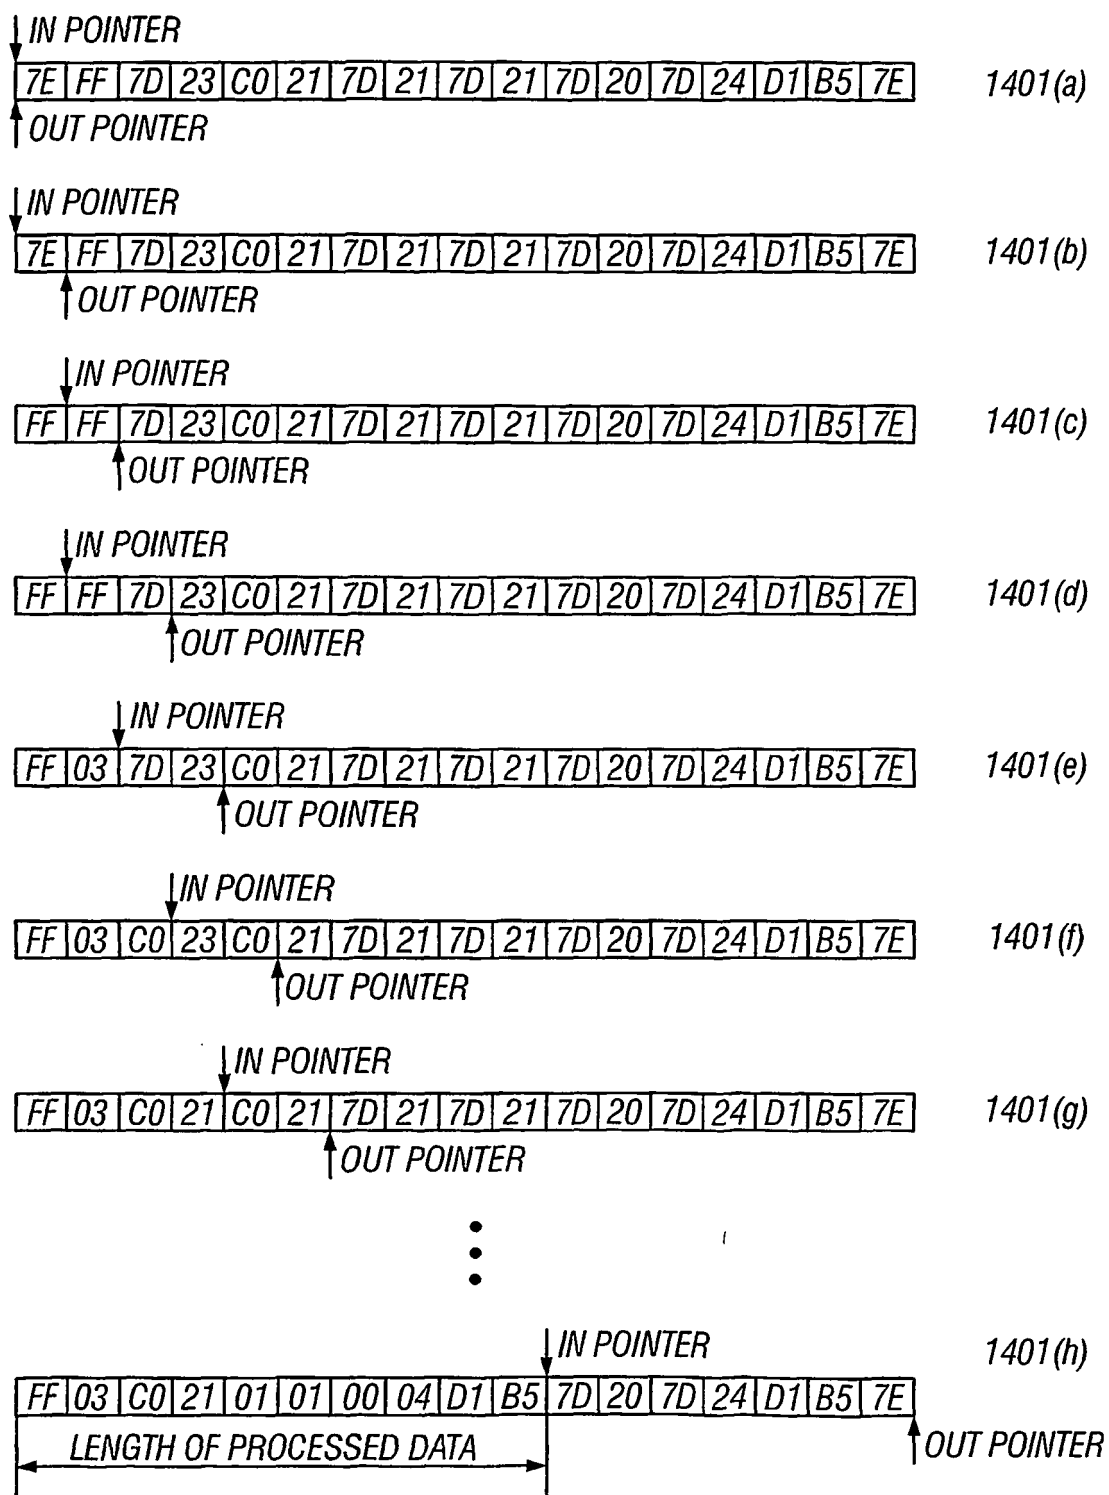 IN POINTER
7E FF 7D 23 C0 21 7D 21 7D 21 7D 20 7D 24 D1 B5 7E 1401(a)
OUT POINTER
IN POINTER
7E FF 7D 23 C0 21 7D 21 7D 21 7D 20 7D 24 D1 B5 7E 1401(b)
OUT POINTER
IN POINTER
FF FF 7D 23 C0 21 7D 21 7D 21 7D 20 7D 24 D1 B5 7E 1401(c)
OUT POINTER
IN POINTER
FF FF 7D 23 C0 21 7D 21 7D 21 7D 20 7D 24 D1 B5 7E 1401(d)
OUT POINTER
IN POINTER
FF 03 7D 23 C0 21 7D 21 7D 21 7D 20 7D 24 D1 B5 7E 1401(e)
OUT POINTER
IN POINTER
FF 03 C0 23 C0 21 7D 21 7D 21 7D 20 7D 24 D1 B5 7E 1401(f)
OUT POINTER
IN POINTER
FF 03 C0 21 C0 21 7D 21 7D 21 7D 20 7D 24 D1 B5 7E 1401(g)
OUT POINTER
IN POINTER 1401(h)
FF 03 C0 21 01 01 00 04 D1 B5 7D 20 7D 24 D1 B5 7E
LENGTH OF PROCESSED DATA OUT POINTER